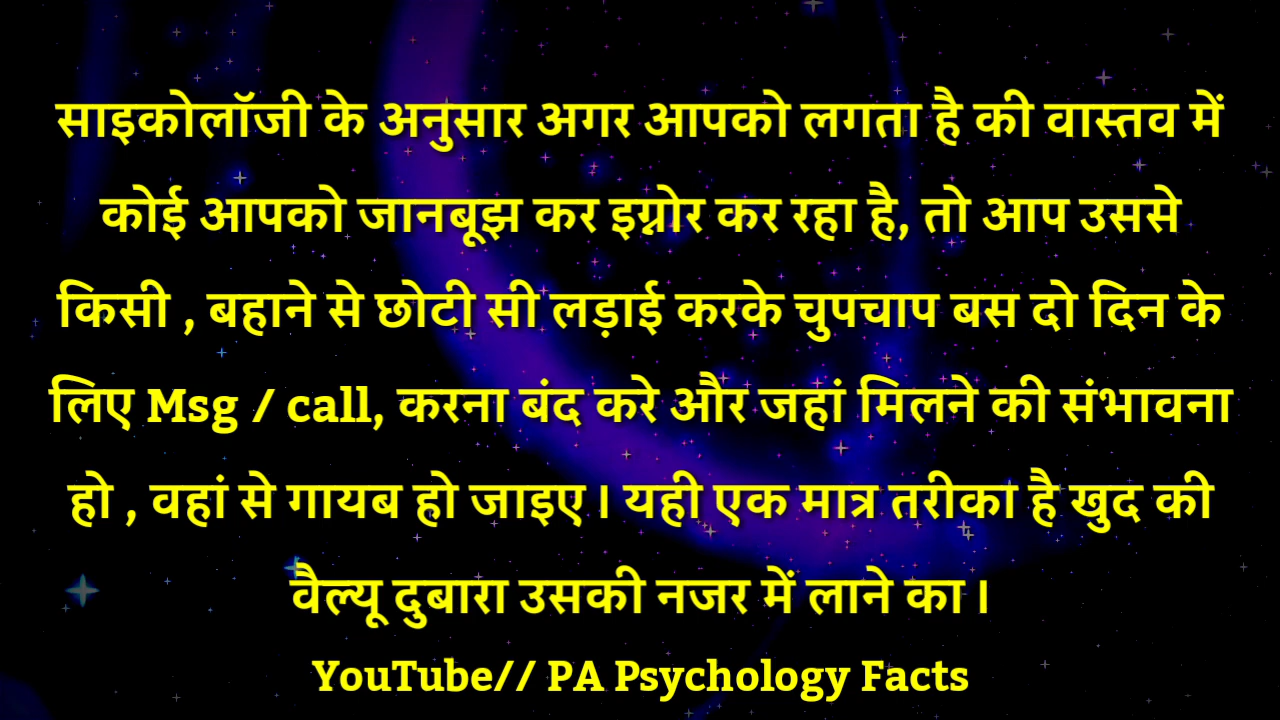 साइकोलॉजी के अनुसार अगर आपको लगता है की वास्तव में
कोई आपको जानबूझ कर इग्नोर कर रहा है, तो आप उससे
किसी , बहाने से छोटी सी लड़ाई करके चुपचाप बस दो दिन के
लिए Msg / call, करना बंद करे और जहां मिलने की संभावना
हो , वहां से गायब हो जाइए । यही एक मात्र तरीका है खुद की
वैल्यू दुबारा उसकी नजर में लाने का ।
YouTube// PA Psychology Facts